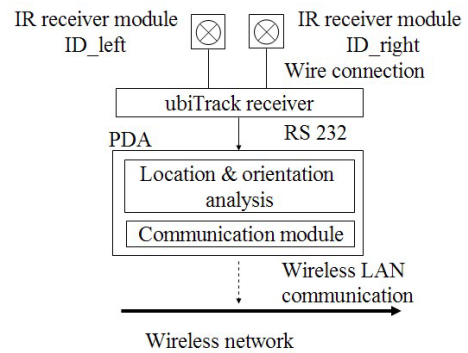 IR receiver module
ID_left
IR receiver module
ID_right
Wire connection
ubiTrack receiver
RS 232
PDA
Location & orientation
analysis
Communication module
Wireless LAN
communication
Wireless network